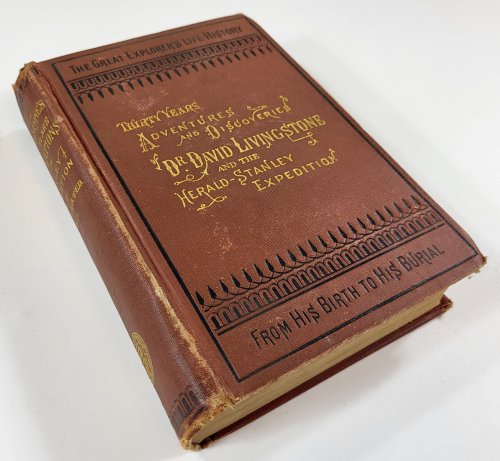 THE GREAT EXPLORER'S LIFE HISTORY
THIRTY YEARS
ADVENTURES
AND DISCOVERIES
OF
DR. DAVID LIVINGSTONE
AND THE
HERALD-STANLEY
EXPEDITION
FROM HIS BIRTH TO HIS BURIAL